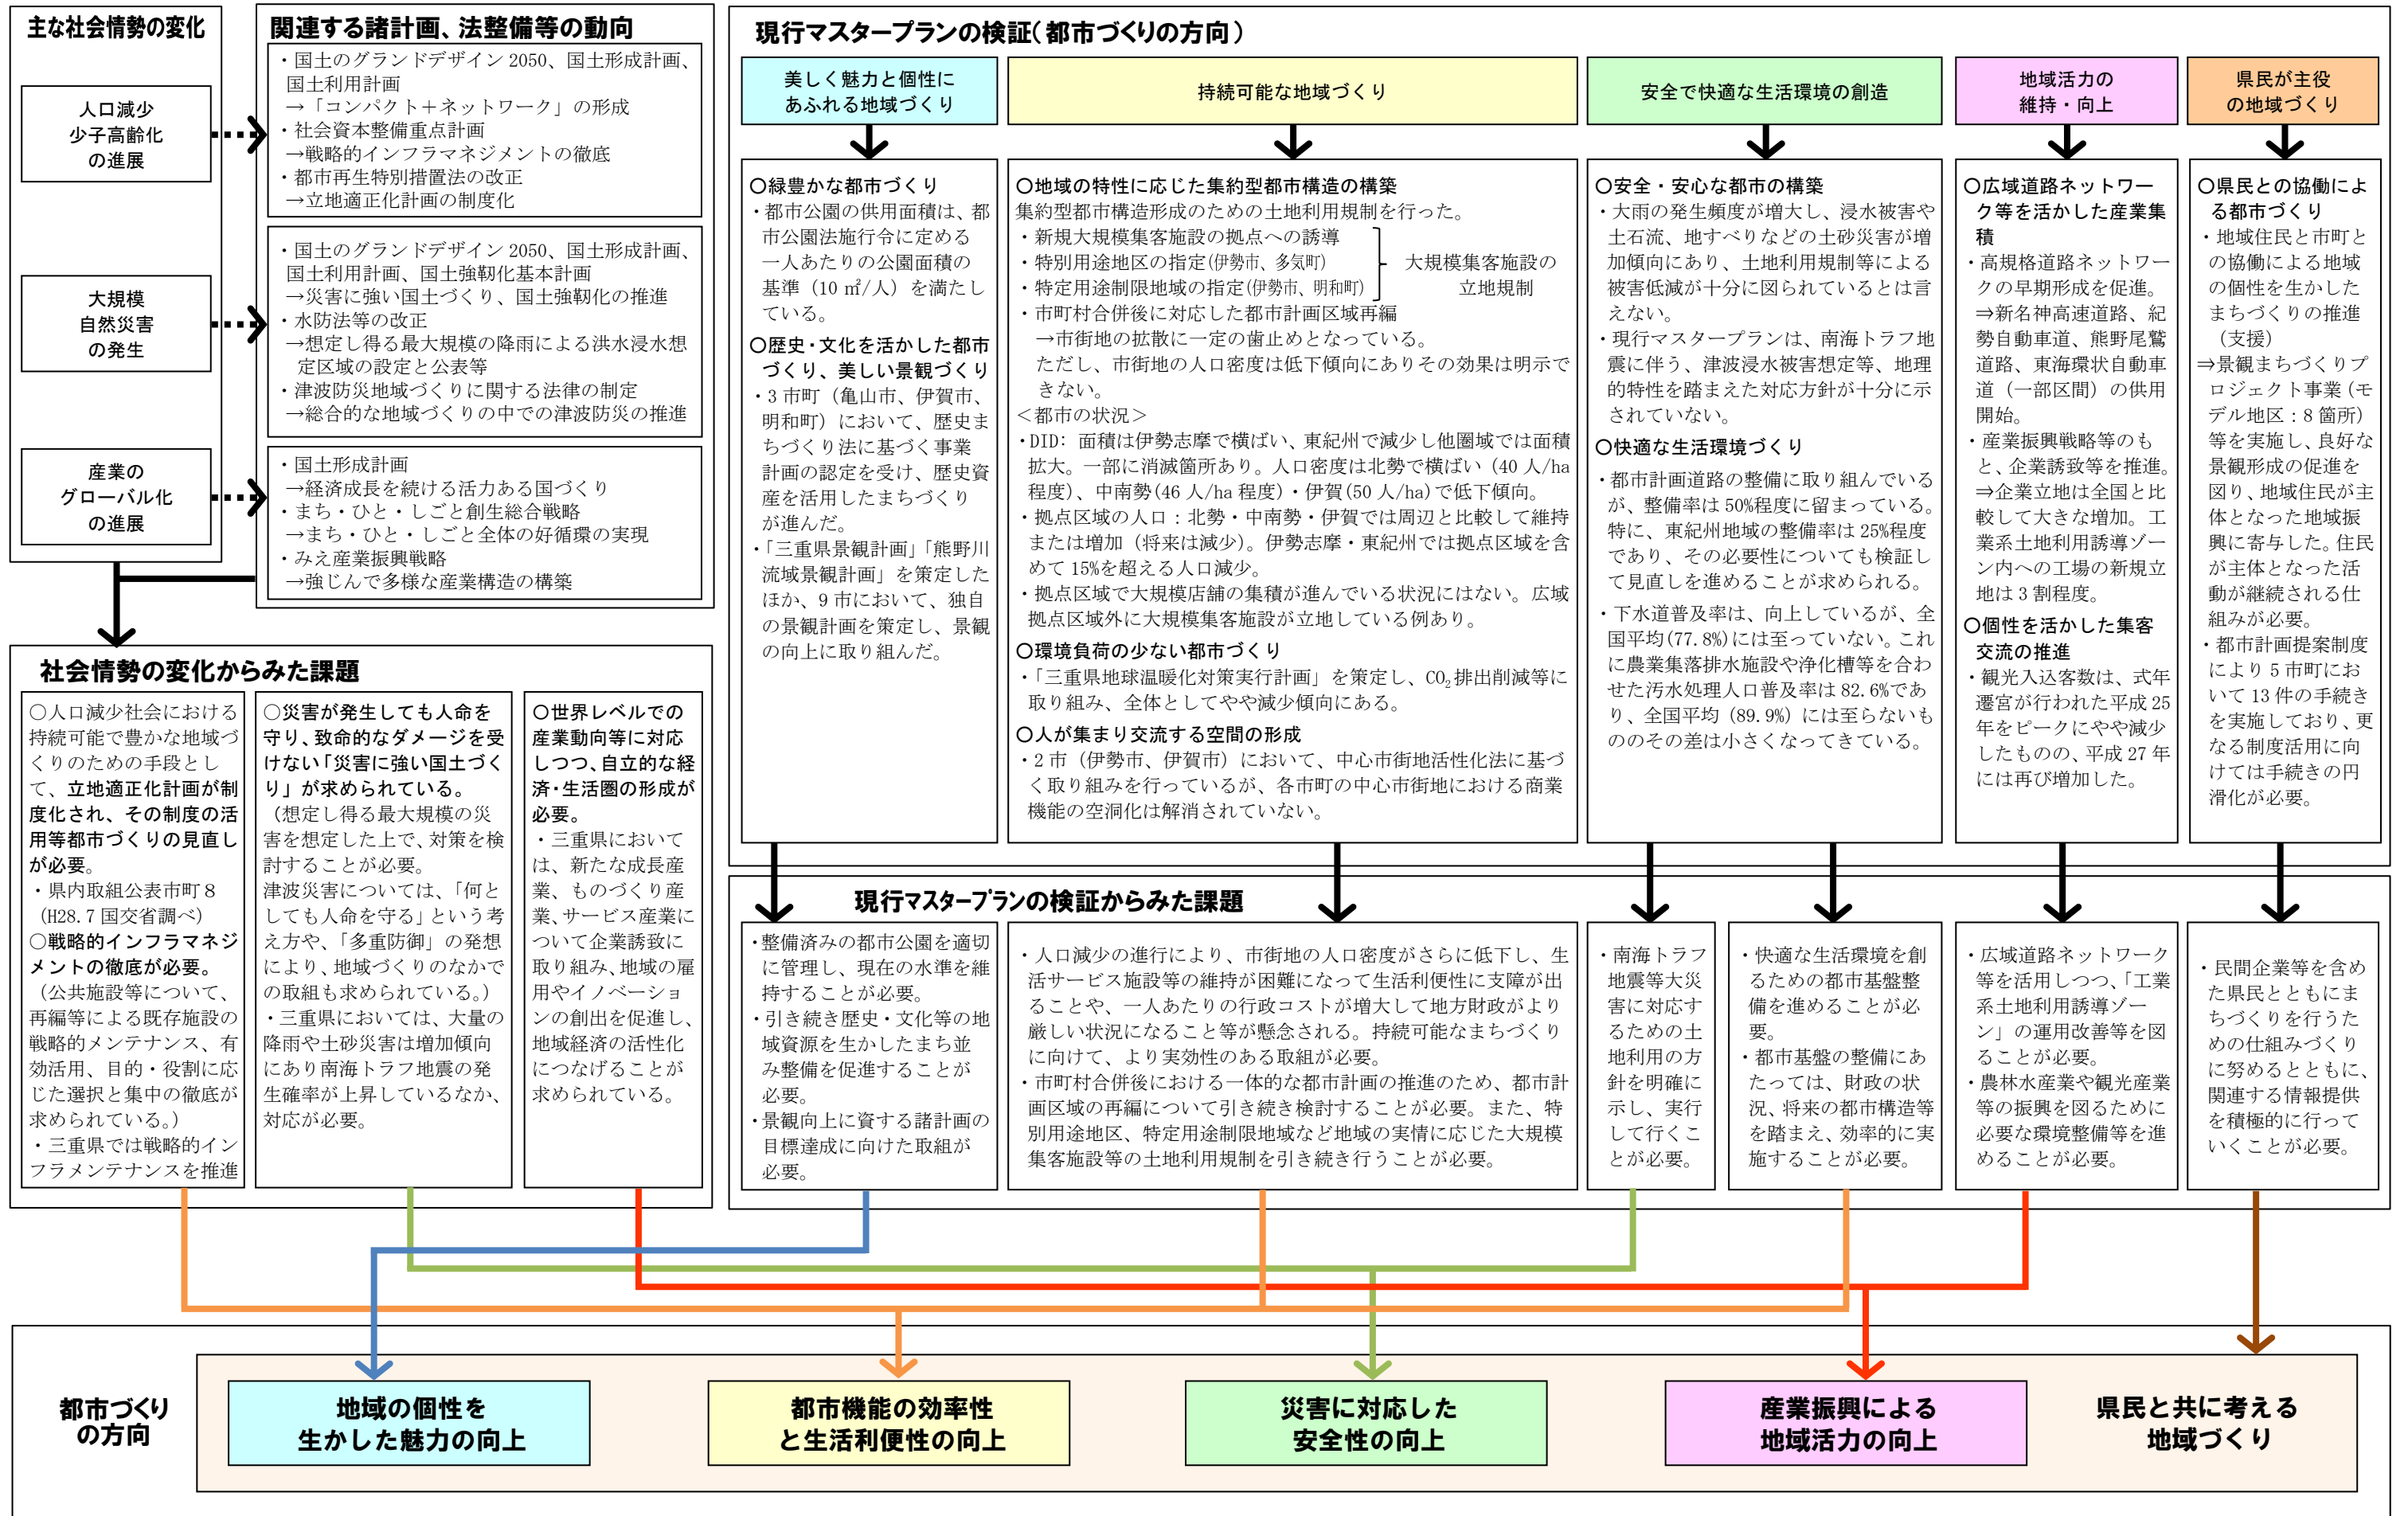 主な社会情勢の変化
人口減少
少子高齢化
の進展
大規模
自然災害
の発生
産業の
グローバル化
の進展
関連する諸計画、法整備等の動向
・国土のグランドデザイン 2050、国土形成計画、
国土利用計画
→「コンパクト＋ネットワーク」の形成
・社会資本整備重点計画
→戦略的インフラマネジメントの徹底
・都市再生特別措置法の改正
→立地適正化計画の制度化
・国土のグランドデザイン 2050、国土形成計画、
国土利用計画、国土強靱化基本計画
→災害に強い国土づくり、国土強靱化の推進
・水防法等の改正
→想定し得る最大規模の降雨による洪水浸水想
定区域の設定と公表等
・津波防災地域づくりに関する法律の制定
→総合的な地域づくりの中での津波防災の推進
・国土形成計画
→経済成長を続ける活力ある国づくり
・まち・ひと・しごと創生総合戦略
→まち・ひと・しごと全体の好循環の実現
・みえ産業振興戦略
→強じんで多様な産業構造の構築
社会情勢の変化からみた課題
〇人口減少社会における
持続可能で豊かな地域づ
くりのための手段とし
て、立地適正化計画が制
度化され、その制度の活
用等都市づくりの見直し
が必要。
・県内取組公表市町８
（H28.7 国交省調べ）
〇戦略的インフラマネジ
メントの徹底が必要。
（公共施設等について、
再編等による既存施設の
戦略的メンテナンス、有
効活用、目的・役割に応
じた選択と集中の徹底が
求められている。）
・三重県では戦略的イン
フラメンテナンスを推進
〇災害が発生しても人命を
守り、致命的なダメージを受
けない「災害に強い国土づく
り」が求められている。
（想定し得る最大規模の災
害を想定した上で、対策を検
討することが必要。
津波災害については、「何と
しても人命を守る」という考
え方や、「多重防御」の発想
により、地域づくりのなかで
の取組も求められている。）
・三重県においては、大量の
降雨や土砂災害は増加傾向
にあり南海トラフ地震の発
生確率が上昇しているなか、
対応が必要。
〇世界レベルでの
産業動向等に対応
しつつ、自立的な経
済・生活圏の形成が
必要。
・三重県において
は、新たな成長産
業、ものづくり産
業、サービス産業に
ついて企業誘致に
取り組み、地域の雇
用やイノベーショ
ンの創出を促進し、
地域経済の活性化
につなげることが
求められている。
現行マスタープランの検証（都市づくりの方向）
美しく魅力と個性に
あふれる地域づくり
〇緑豊かな都市づくり
・都市公園の供用面積は、都
市公園法施行令に定める
一人あたりの公園面積の
基準（10 ㎡/人）を満たし
ている。
〇歴史・文化を活かした都市
づくり、美しい景観づくり
・３市町（亀山市、伊賀市、
明和町）において、歴史ま
ちづくり法に基づく事業
計画の認定を受け、歴史資
産を活用したまちづくり
が進んだ。
・「三重県景観計画」「熊野川
流域景観計画」を策定した
ほか、９市において、独自
の景観計画を策定し、景観
の向上に取り組んだ。
持続可能な地域づくり
〇地域の特性に応じた集約型都市構造の構築
集約型都市構造形成のための土地利用規制を行った。
・新規大規模集客施設の拠点への誘導
・特別用途地区の指定(伊勢市、多気町)
・特定用途制限地域の指定(伊勢市、明和町)
大規模集客施設の
立地規制
・市町村合併後に対応した都市計画区域再編
→市街地の拡散に一定の歯止めとなっている。
ただし、市街地の人口密度は低下傾向にありその効果は明示で
きない。
＜都市の状況＞
・DID: 面積は伊勢志摩で横ばい、東紀州で減少し他圏域では面積
拡大。一部に消滅箇所あり。人口密度は北勢で横ばい（40 人/ha
程度）、中南勢(46 人/ha 程度)・伊賀(50 人/ha)で低下傾向。
・拠点区域の人口：北勢・中南勢・伊賀では周辺と比較して維持
または増加（将来は減少）。伊勢志摩・東紀州では拠点区域を含
めて 15%を超える人口減少。
・拠点区域で大規模店舗の集積が進んでいる状況にはない。広域
拠点区域外に大規模集客施設が立地している例あり。
〇環境負荷の少ない都市づくり
・「三重県地球温暖化対策実行計画」を策定し、CO₂排出削減等に
取り組み、全体としてやや減少傾向にある。
〇人が集まり交流する空間の形成
・２市（伊勢市、伊賀市）において、中心市街地活性化法に基づ
く取り組みを行っているが、各市町の中心市街地における商業
機能の空洞化は解消されていない。
安全で快適な生活環境の創造
〇安全・安心な都市の構築
・大雨の発生頻度が増大し、浸水被害や
土石流、地すべりなどの土砂災害が増
加傾向にあり、土地利用規制等による
被害低減が十分に図られているとは言
えない。
・現行マスタープランは、南海トラフ地
震に伴う、津波浸水被害想定等、地理
的特性を踏まえた対応方針が十分に示
されていない。
〇快適な生活環境づくり
・都市計画道路の整備に取り組んでいる
が、整備率は 50%程度に留まっている。
特に、東紀州地域の整備率は 25%程度
であり、その必要性についても検証し
て見直しを進めることが求められる。
・下水道普及率は、向上しているが、全
国平均(77.8%)には至っていない。これ
に農業集落排水施設や浄化槽等を合わ
せた汚水処理人口普及率は 82.6%であ
り、全国平均（89.9%）には至らないも
ののその差は小さくなってきている。
地域活力の
維持・向上
〇広域道路ネットワー
ク等を活かした産業集
積
・高規格道路ネットワー
クの早期形成を促進。
⇒新名神高速道路、紀
勢自動車道、熊野尾鷲
道路、東海環状自動車
道（一部区間）の供用
開始。
・産業振興戦略等のも
と、企業誘致等を推進。
⇒企業立地は全国と比
較して大きな増加。工
業系土地利用誘導ゾー
ン内への工場の新規立
地は３割程度。
〇個性を活かした集客
交流の推進
・観光入込客数は、式年
遷宮が行われた平成 25
年をピークにやや減少
したものの、平成 27 年
には再び増加した。
県民が主役
の地域づくり
〇県民との協働によ
る都市づくり
・地域住民と市町と
の協働による地域
の個性を生かした
まちづくりの推進
（支援）
⇒景観まちづくりプ
ロジェクト事業（モ
デル地区：８箇所）
等を実施し、良好な
景観形成の促進を
図り、地域住民が主
体となった地域振
興に寄与した。住民
が主体となった活
動が継続される仕
組みが必要。
・都市計画提案制度
により５市町にお
いて 13 件の手続き
を実施しており、更
なる制度活用に向
けては手続きの円
滑化が必要。
現行マスタープランの検証からみた課題
・整備済みの都市公園を適切
に管理し、現在の水準を維
持することが必要。
・引き続き歴史・文化等の地
域資源を生かしたまち並
み整備を促進することが
必要。
・景観向上に資する諸計画の
目標達成に向けた取組が
必要。
・人口減少の進行により、市街地の人口密度がさらに低下し、生
活サービス施設等の維持が困難になって生活利便性に支障が
出ることや、一人あたりの行政コストが増大して地方財政がより
厳しい状況になること等が懸念される。持続可能なまちづくり
に向けて、より実効性のある取組が必要。
・市町村合併後における一体的な都市計画の推進のため、都市計
画区域の再編について引き続き検討することが必要。また、特
別用途地区、特定用途制限地域など地域の実情に応じた大規模
集客施設等の土地利用規制を引き続き行うことが必要。
・南海トラフ
地震等大災
害に対応す
るための土
地利用の方
針を明確に
示し、実行
して行くこ
とが必要。
・快適な生活環境を創
るための都市基盤整
備を進めることが必
要。
・都市基盤の整備にあ
たっては、財政の状
況、将来の都市構造等
を踏まえ、効率的に実
施することが必要。
・広域道路ネットワーク
等を活用しつつ、「工業
系土地利用誘導ゾー
ン」の運用改善等を図
ることが必要。
・農林水産業や観光産業
等の振興を図るために
必要な環境整備等を進
めることが必要。
・民間企業等を含め
た県民とともにま
ちづくりを行うた
めの仕組みづくり
に努めるとともに、
関連する情報提供
を積極的に行って
いくことが必要。
都市づくり
の方向
地域の個性を
生かした魅力の向上
都市機能の効率性
と生活利便性の向上
災害に対応した
安全性の向上
産業振興による
地域活力の向上
県民と共に考える
地域づくり